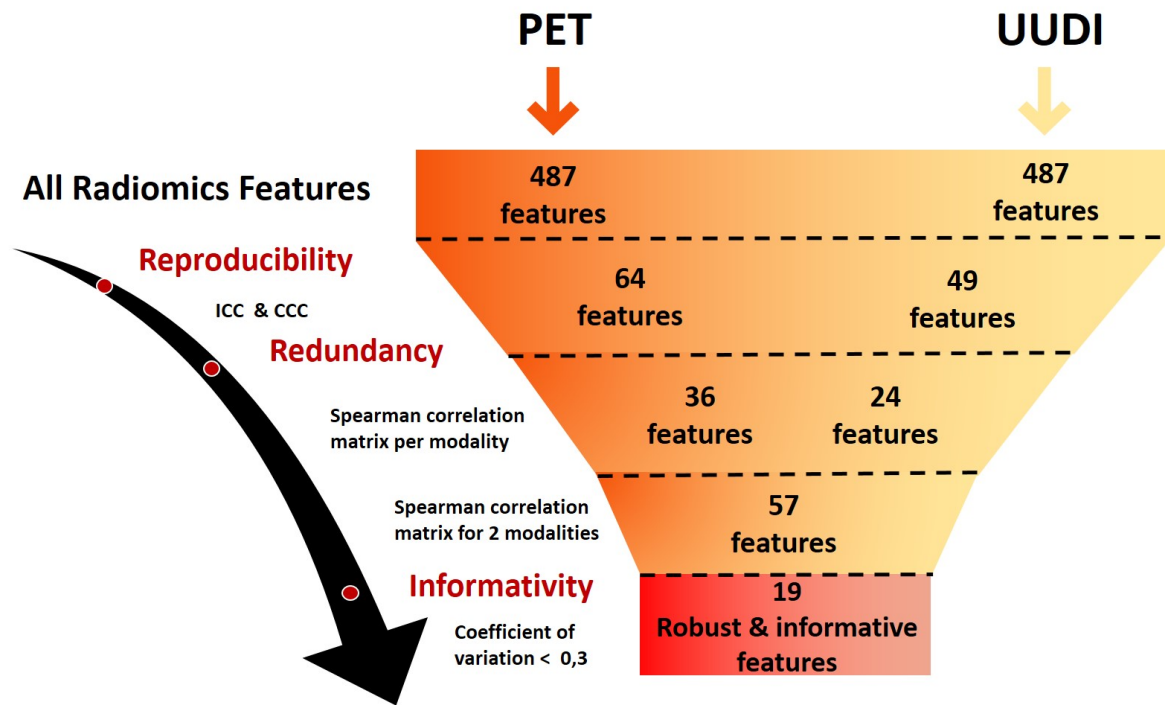 PET
UUDI
All Radiomics Features
487
features
487
features
Reproducibility
ICC & CCC
64
features
49
features
Redundancy
Spearman correlation
matrix per modality
36
features
24
features
Spearman correlation
matrix for 2 modalities
57
features
Informativity
Coefficient of
variation < 0,3
19
Robust & informative
features